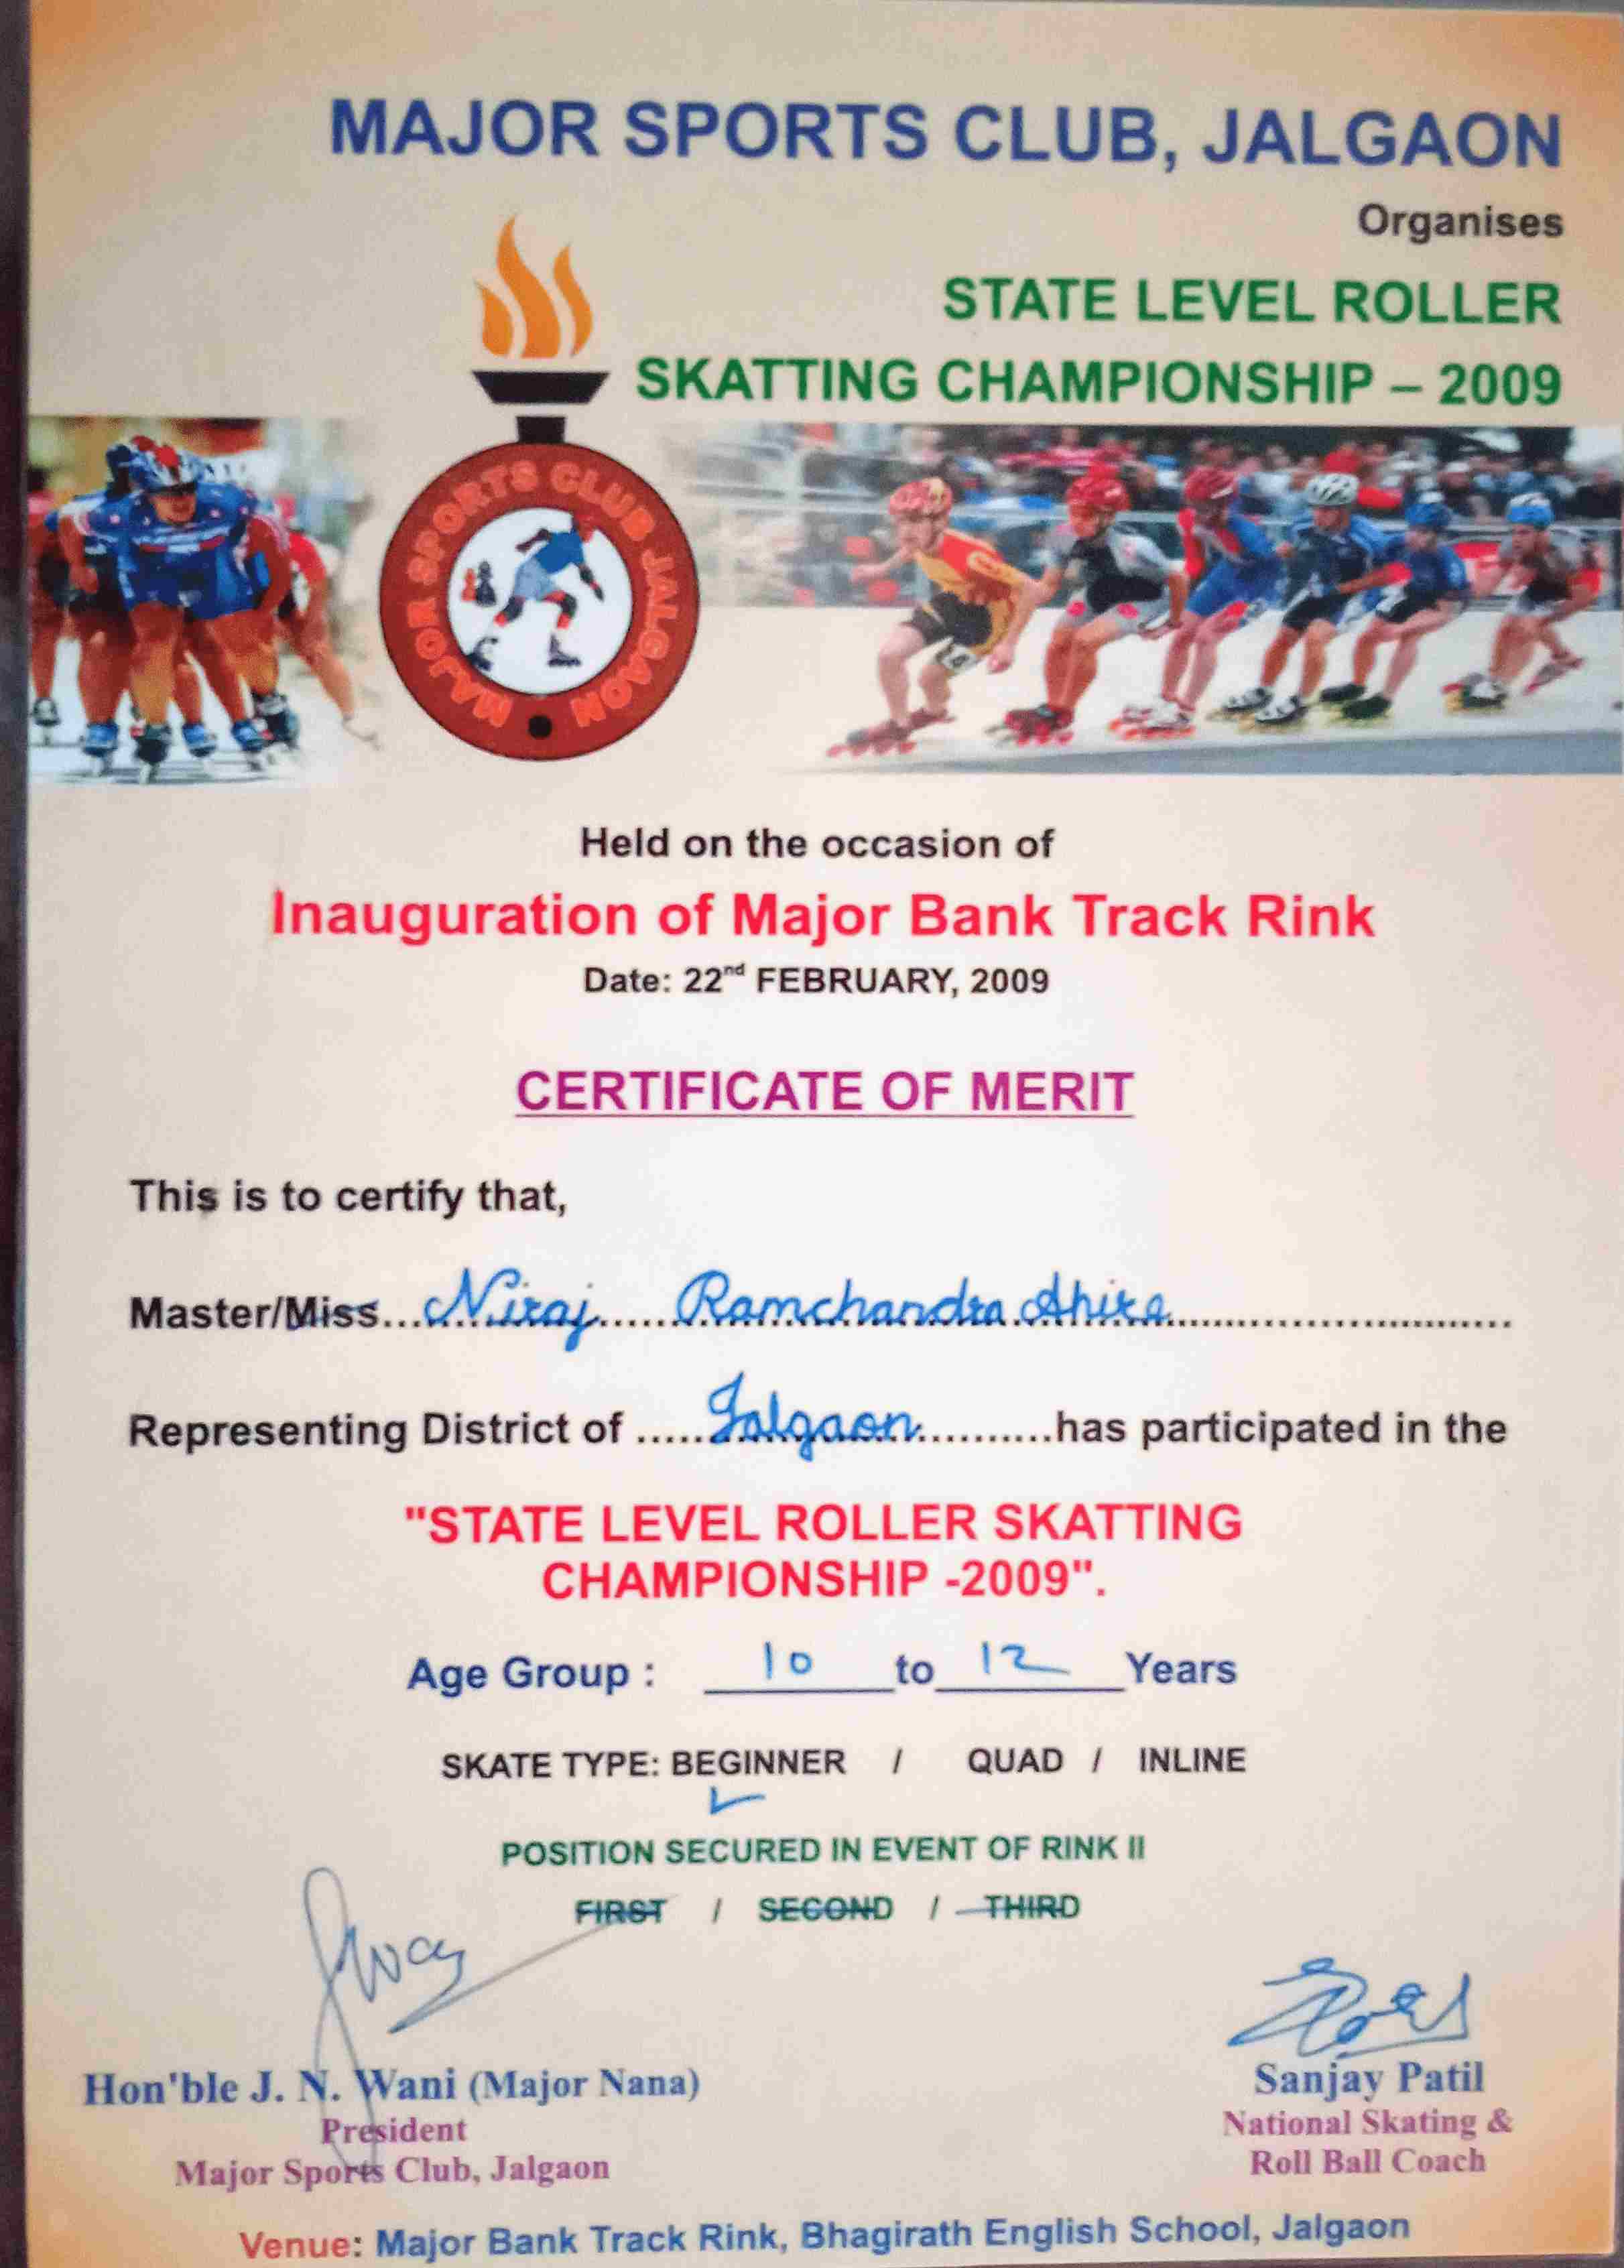 MAJOR SPORTS CLUB, JALGAON
Organises
STATE LEVEL ROLLER
SKATTING CHAMPIONSHIP – 2009
MAJOR SPORTS CLUB JALGAON
Held on the occasion of
Inauguration of Major Bank Track Rink
Date: 22nd FEBRUARY, 2009
CERTIFICATE OF MERIT
This is to certify that,
Master/Miss...Niraj......Ramchandra Ahire..............................
Representing District of .....Jalgaon..........has participated in the
"STATE LEVEL ROLLER SKATTING
CHAMPIONSHIP -2009".
Age Group : 10 to 12 Years
SKATE TYPE: BEGINNER / QUAD / INLINE
POSITION SECURED IN EVENT OF RINK II
FIRST / SECOND / THIRD
Hon'ble J. N. Wani (Major Nana)
President
Major Sports Club, Jalgaon
Sanjay Patil
National Skating &
Roll Ball Coach
Venue: Major Bank Track Rink, Bhagirath English School, Jalgaon